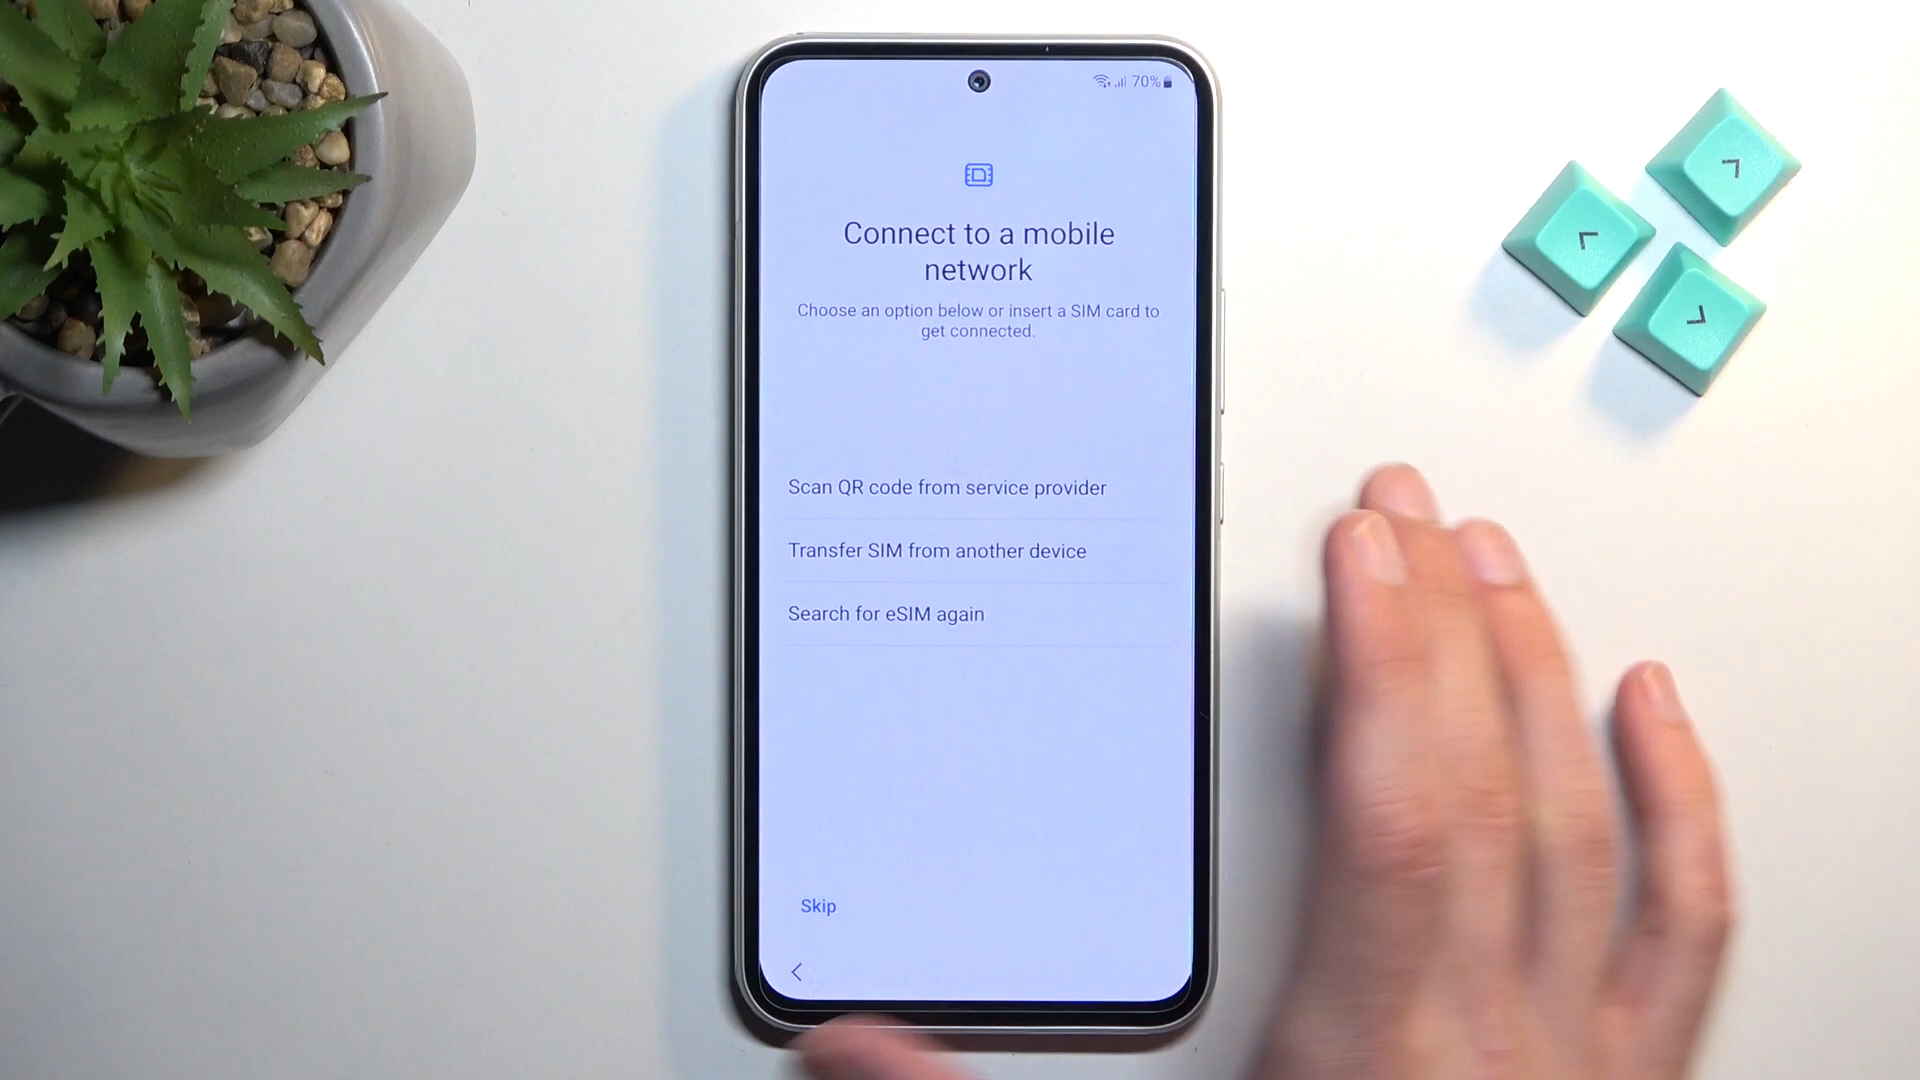 70%
Connect to a mobile
network
Choose an option below or insert a SIM card to
get connected.
Scan QR code from service provider
Transfer SIM from another device
Search for eSIM again
Skip